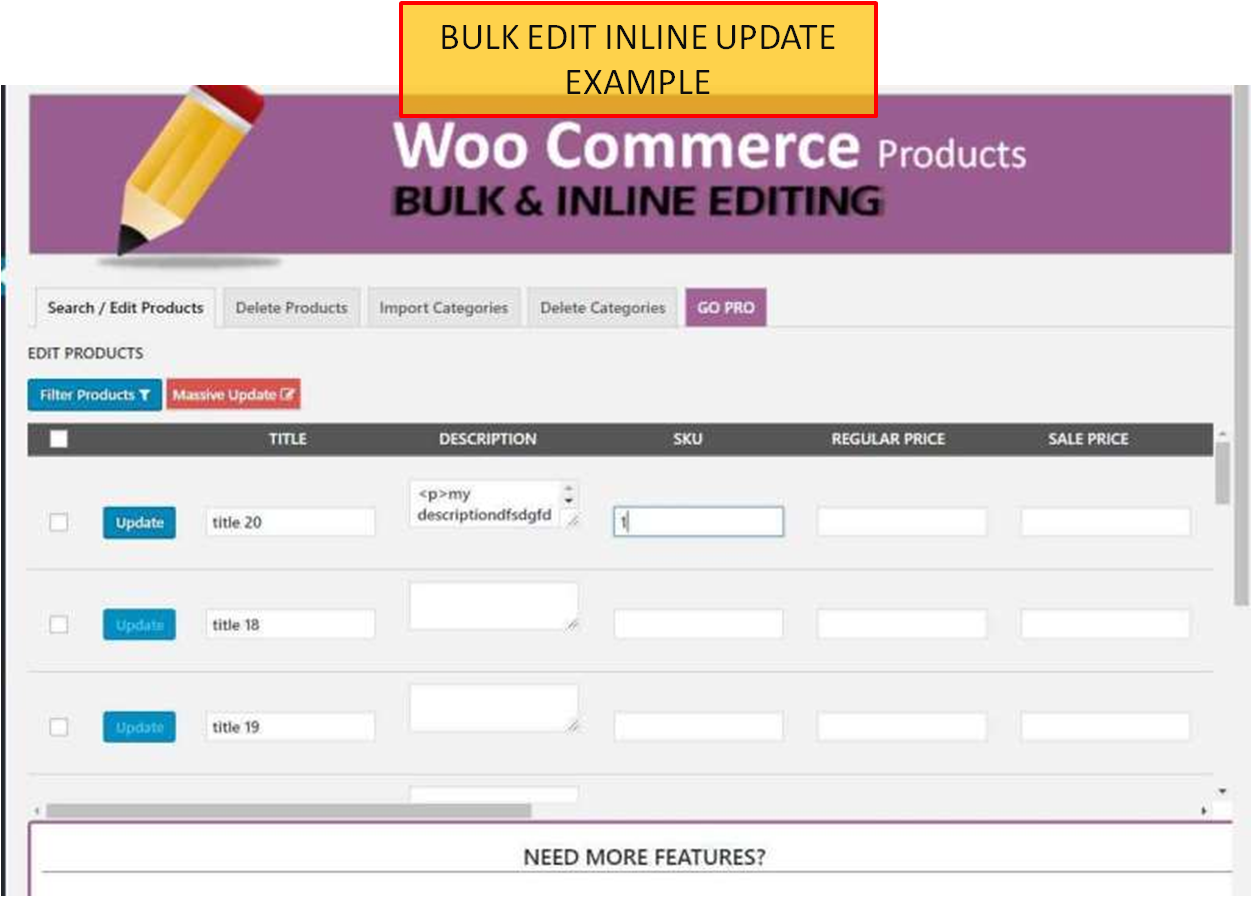 BULK EDIT INLINE UPDATE
EXAMPLE
Woo Commerce Products
BULK & INLINE EDITING
Search / Edit Products Delete Products Import Categories Delete Categories GO PRO
EDIT PRODUCTS
Filter Products Massive Update
TITLE DESCRIPTION SKU REGULAR PRICE SALE PRICE
<p>my
descriptiondfsdgfd
Update title 20 1
Update title 18
Update title 19
NEED MORE FEATURES?